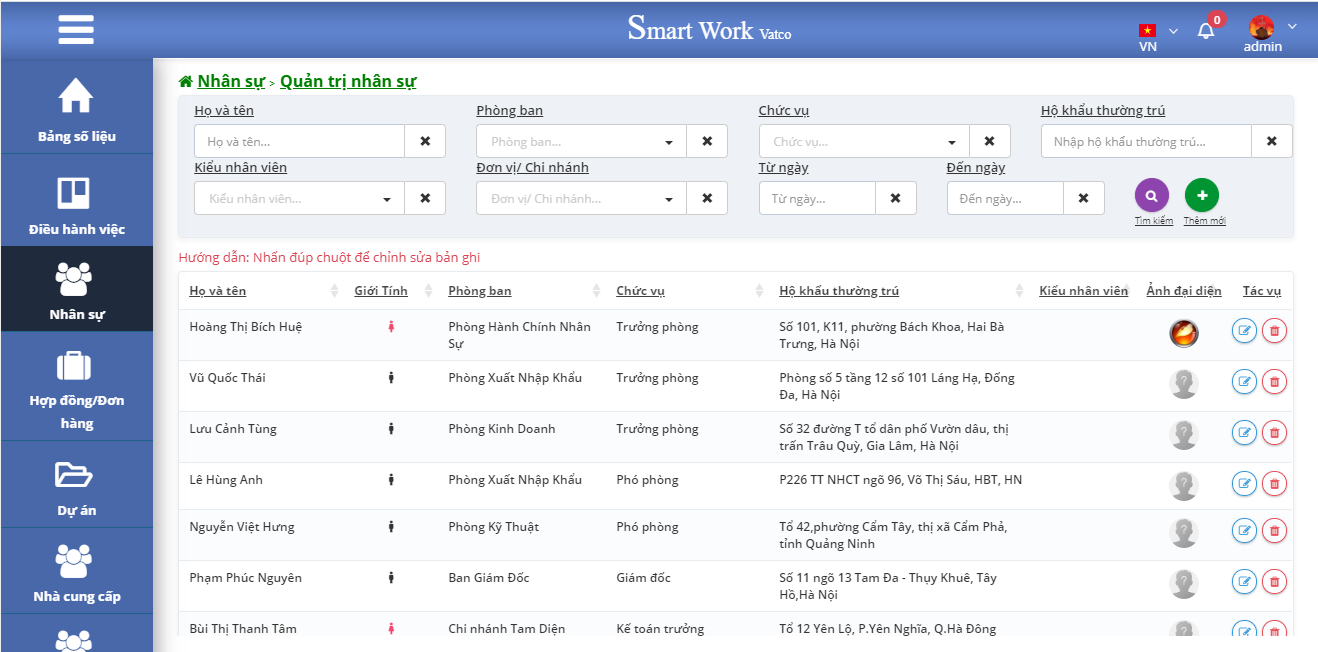 Smart Work Vatco
VN
0
admin
Bảng số liệu
Điều hành việc
Nhân sự
Hợp đồng/Đơn
hàng
Dự án
Nhà cung cấp
Nhân sự > Quản trị nhân sự
Họ và tên Phòng ban Chức vụ Hộ khẩu thường trú
Họ và tên... Phòng ban... Chức vụ... Nhập hộ khẩu thường trú...
Kiểu nhân viên Đơn vị/ Chi nhánh Từ ngày Đến ngày
Kiểu nhân viên... Đơn vị/ Chi nhánh... Từ ngày... Đến ngày...
Tìm kiếm Thêm mới
Hướng dẫn: Nhấn đúp chuột để chỉnh sửa bản ghi
Họ và tên Giới Tính Phòng ban Chức vụ Hộ khẩu thường trú Kiểu nhân viên Ảnh đại diện Tác vụ
Hoàng Thị Bích Huệ Phòng Hành Chính Nhân Trưởng phòng Số 101, K11, phường Bách Khoa, Hai Bà
Sự Trưng, Hà Nội
Vũ Quốc Thái Phòng Xuất Nhập Khẩu Trưởng phòng Phòng số 5 tầng 12 số 101 Láng Hạ, Đống
Đa, Hà Nội
Lưu Cảnh Tùng Phòng Kinh Doanh Trưởng phòng Số 32 đường T tổ dân phố Vườn dâu, thị
trấn Trâu Quỳ, Gia Lâm, Hà Nội
Lê Hùng Anh Phòng Xuất Nhập Khẩu Phó phòng P226 TT NHCT ngõ 96, Võ Thị Sáu, HBT, HN
Nguyễn Việt Hưng Phòng Kỹ Thuật Phó phòng Tổ 42,phường Cẩm Tây, thị xã Cẩm Phả,
tỉnh Quảng Ninh
Phạm Phúc Nguyên Ban Giám Đốc Giám đốc Số 11 ngõ 13 Tam Đa - Thụy Khuê, Tây
Hồ,Hà Nội
Bùi Thị Thanh Tâm Chi nhánh Tam Diện Kế toán trưởng Tổ 12 Yên Lộ, P.Yên Nghĩa, Q.Hà Đông